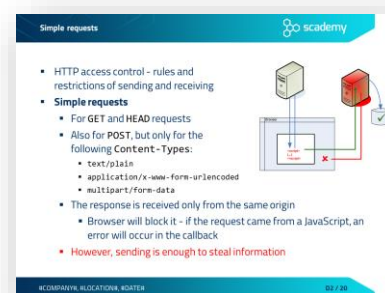 Simple requests
scademy
HTTP access control - rules and
restrictions of sending and receiving
Simple requests
For GET and HEAD requests
Also for POST, but only for the
following Content-Types:
text/plain
application/x-www-form-urlencoded
multipart/form-data
The response is received only from the same origin
Browser will block it - if the request came from a JavaScript, an
error will occur in the callback
However, sending is enough to steal information
#COMPANY#, #LOCATION#, #DATE#
02 / 20